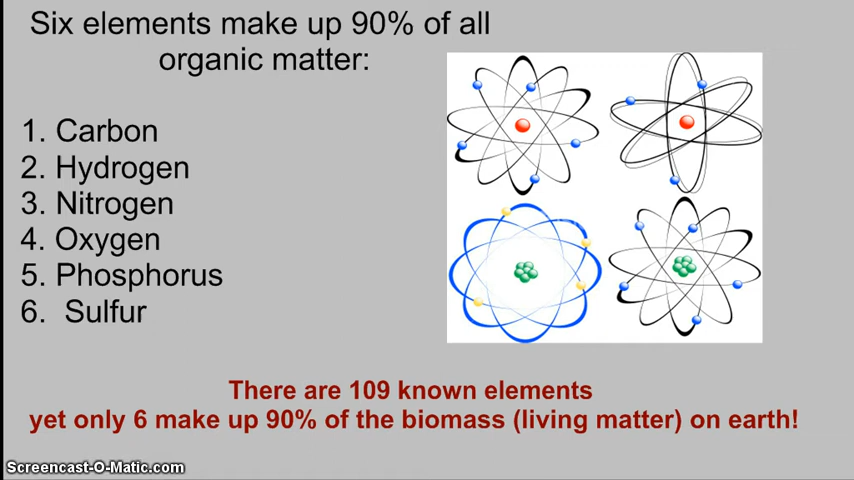 Six elements make up 90% of all
organic matter:
1. Carbon
2. Hydrogen
3. Nitrogen
4. Oxygen
5. Phosphorus
6. Sulfur
There are 109 known elements
yet only 6 make up 90% of the biomass (living matter) on earth!
Screencast-O-Matic.com